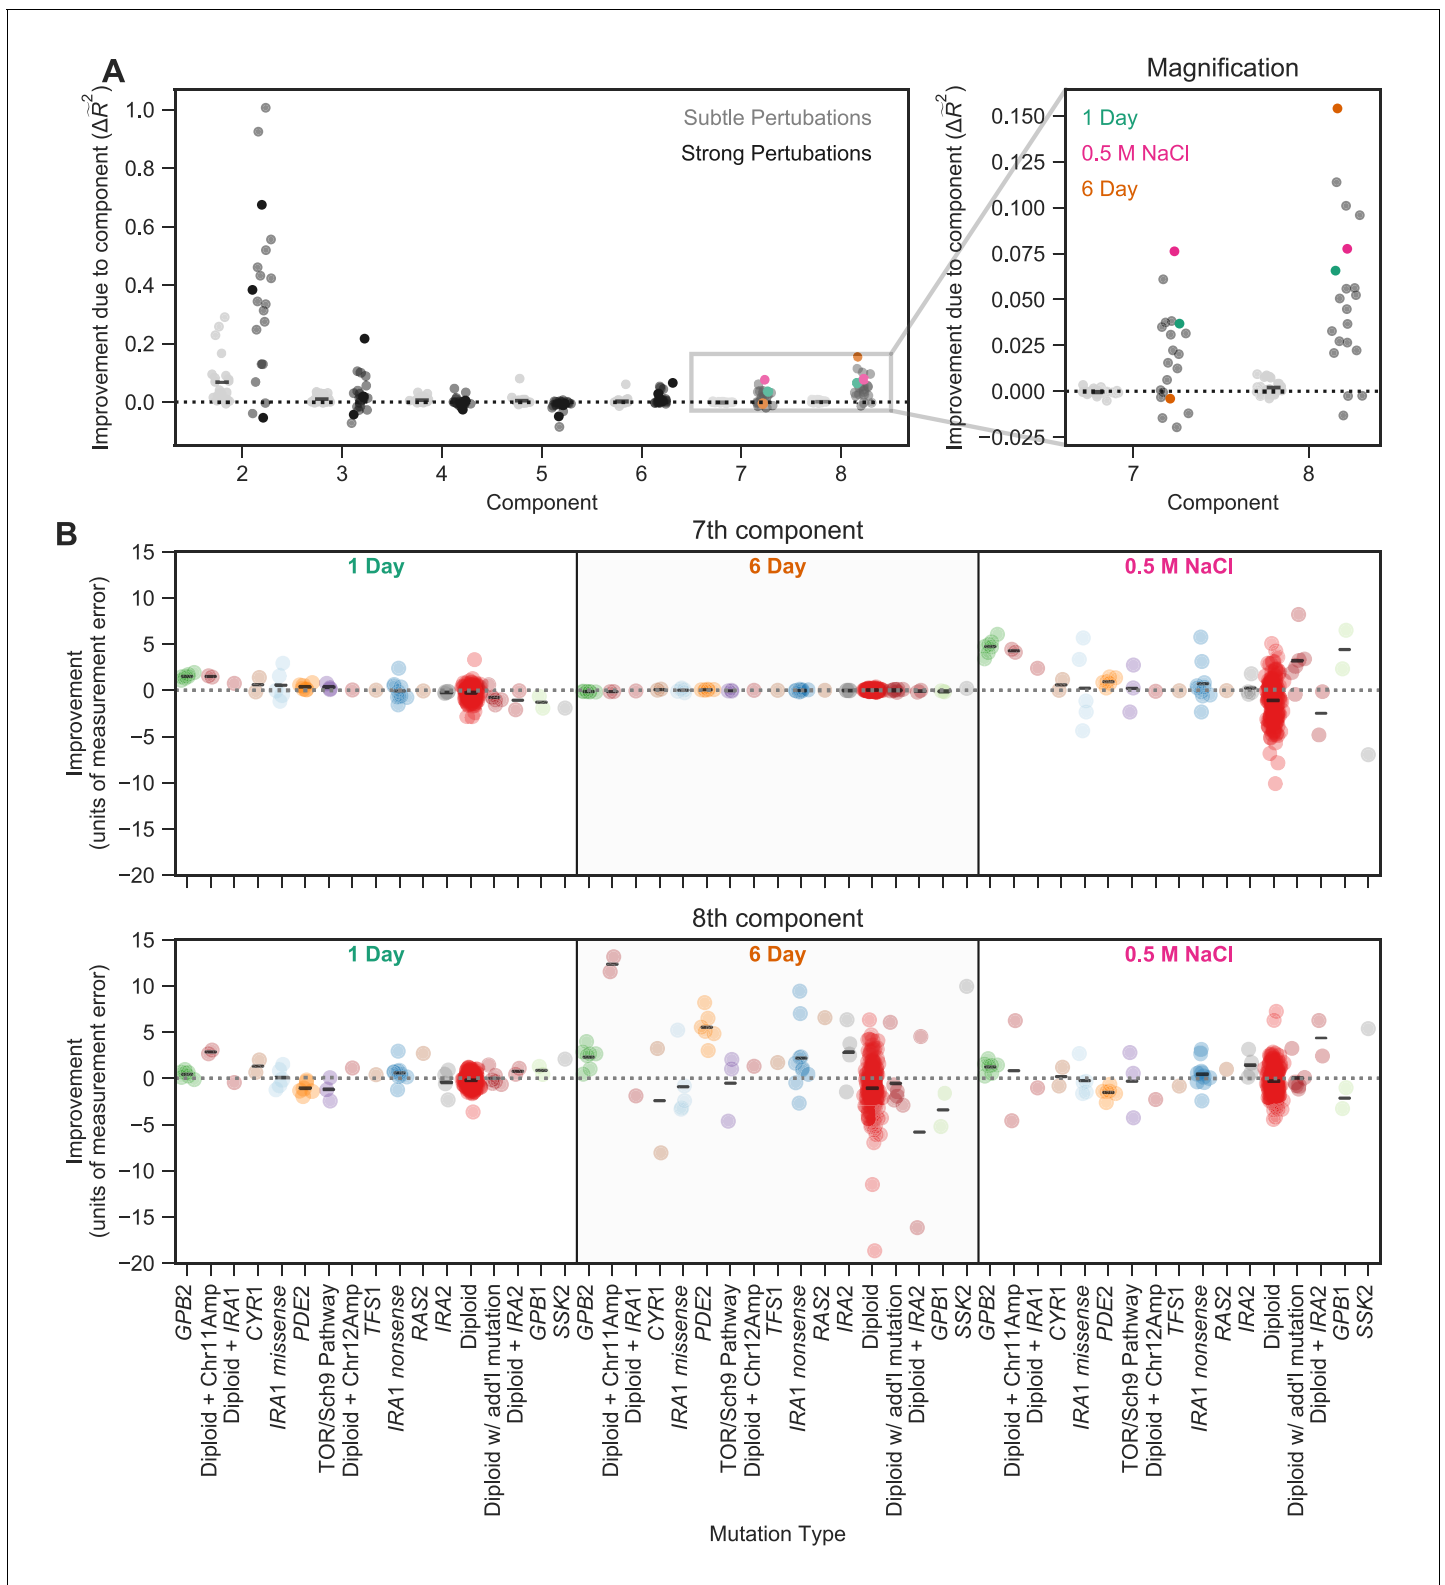 A
Magnification
Improvement due to component (ΔR̃²)
1.0
0.8
0.6
0.4
0.2
0.0
Subtle Pertubations
Strong Pertubations
2 3 4 5 6 7 8
Component
Improvement due to component (ΔR̃²)
0.150
0.125
0.100
0.075
0.050
0.025
0.000
−0.025
1 Day
0.5 M NaCl
6 Day
7 8
Component
B
7th component
Improvement
(units of measurement error)
15
10
5
0
−5
−10
−15
−20
1 Day
6 Day
0.5 M NaCl
8th component
Improvement
(units of measurement error)
15
10
5
0
−5
−10
−15
−20
1 Day
6 Day
0.5 M NaCl
GPB2
Diploid + Chr11Amp
Diploid + IRA1
CYR1
IRA1 missense
PDE2
TOR/Sch9 Pathway
Diploid + Chr12Amp
TFS1
IRA1 nonsense
RAS2
IRA2
Diploid
Diploid w/ add'l mutation
Diploid + IRA2
GPB1
SSK2
GPB2
Diploid + Chr11Amp
Diploid + IRA1
CYR1
IRA1 missense
PDE2
TOR/Sch9 Pathway
Diploid + Chr12Amp
TFS1
IRA1 nonsense
RAS2
IRA2
Diploid
Diploid w/ add'l mutation
Diploid + IRA2
GPB1
SSK2
GPB2
Diploid + Chr11Amp
Diploid + IRA1
CYR1
IRA1 missense
PDE2
TOR/Sch9 Pathway
Diploid + Chr12Amp
TFS1
IRA1 nonsense
RAS2
IRA2
Diploid
Diploid w/ add'l mutation
Diploid + IRA2
GPB1
SSK2
Mutation Type